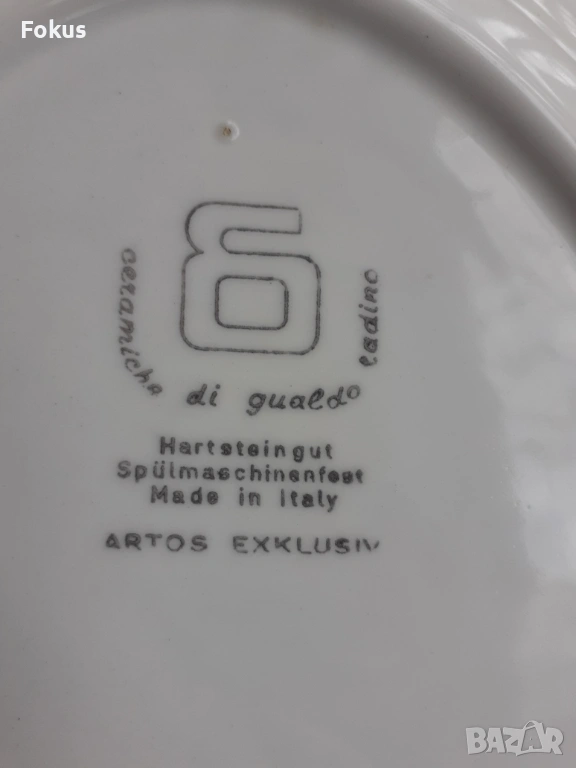 Fokus
ceramiche di gualdo tadino
Hartsteingut
Spülmaschinenfest
Made in Italy
ARTOS EXKLUSIV
BAZAR